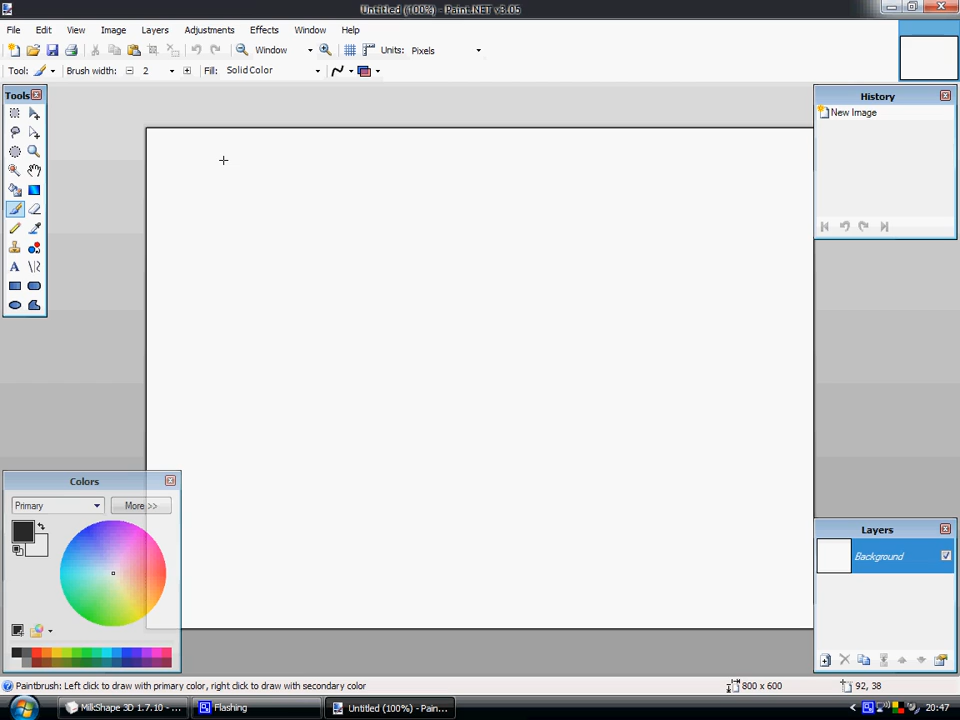 Untitled (100%) - Paint.NET v3.05
File Edit View Image Layers Adjustments Effects Window Help
Window Units: Pixels
Tool: Brush width: 2 Fill: Solid Color
Tools
History
New Image
Colors
Primary More >>
Layers
Background
Paintbrush: Left click to draw with primary color, right click to draw with secondary color
800 x 600
92, 38
MilkShape 3D 1.7.10 - ...
Flashing
Untitled (100%) - Pain...
20:47